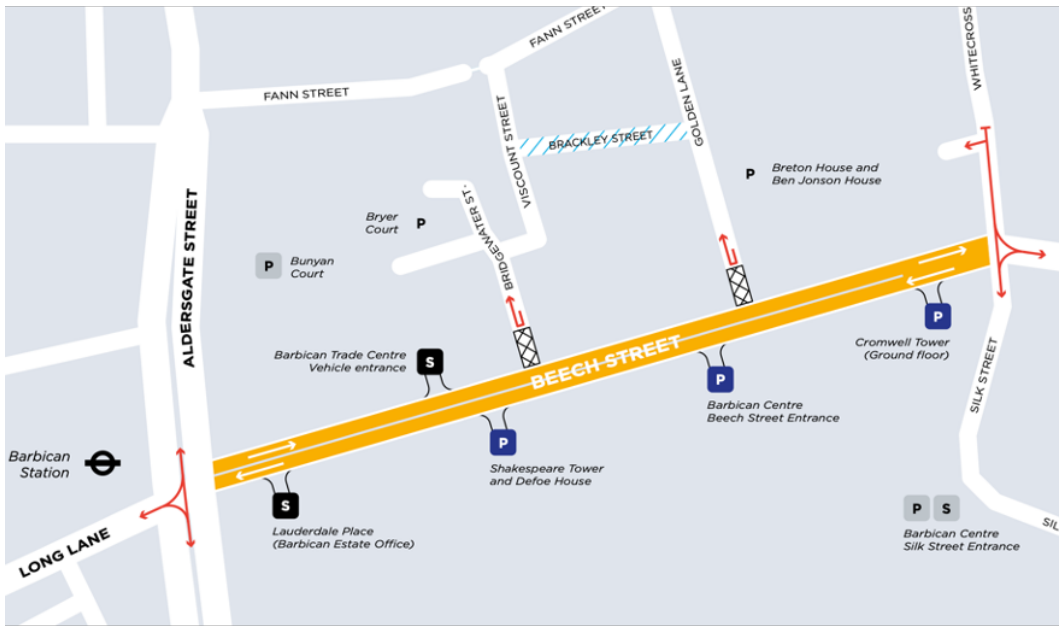 FANN STREET
WHITECROSS
FANN STREET
GOLDEN LANE
VISCOUNT STREET
BRACKLEY STREET
P
Breton House and
Ben Jonson House
BRIDGEWATER ST.
Bryer
Court
P
ALDERSGATE STREET
P
Bunyan
Court
P
Cromwell Tower
(Ground floor)
BEECH STREET
Barbican Trade Centre
Vehicle entrance
S
P
Barbican Centre
Beech Street Entrance
SILK STREET
Barbican
Station
P
Shakespeare Tower
and Defoe House
S
Lauderdale Place
(Barbican Estate Office)
P
S
Barbican Centre
Silk Street Entrance
SIL
LONG LANE